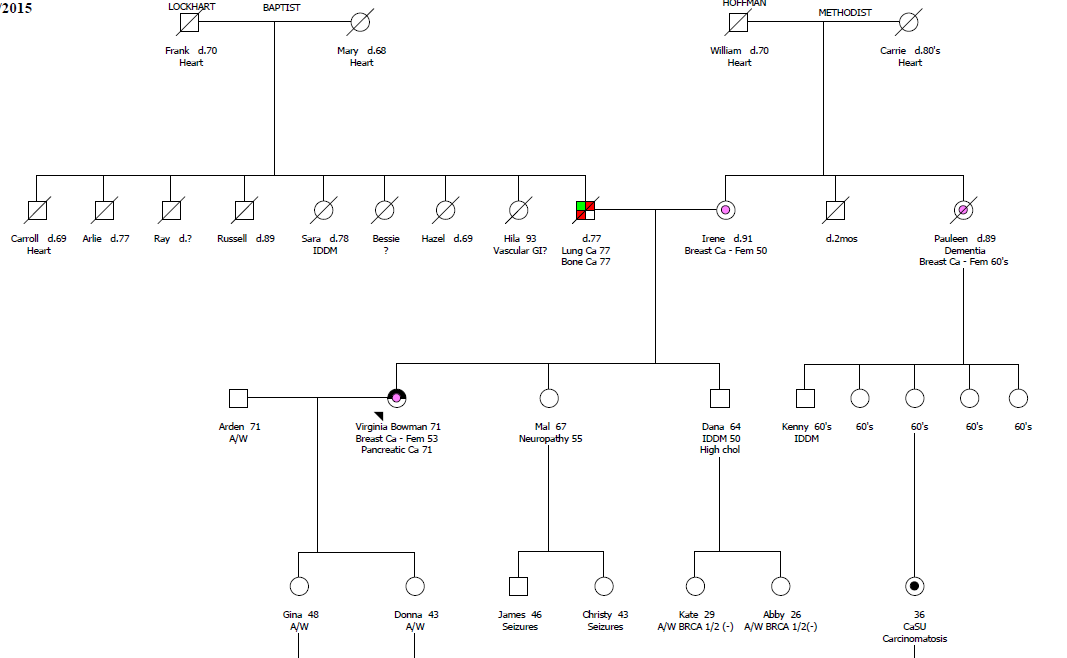 /2015
LOCKHART
BAPTIST
HOFFMAN
METHODIST
Frank d.70
Heart
Mary d.68
Heart
William d.70
Heart
Carrie d.80's
Heart
Carroll d.69
Heart
Arlie d.77
Ray d.?
Russell d.89
Sara d.78
IDDM
Bessie
?
Hazel d.69
Hila 93
Vascular GI?
d.77
Lung Ca 77
Bone Ca 77
Irene d.91
Breast Ca - Fem 50
d.2mos
Pauleen d.89
Dementia
Breast Ca - Fem 60's
Arden 71
A/W
Virginia Bowman 71
Breast Ca - Fem 53
Pancreatic Ca 71
Mal 67
Neuropathy 55
Dana 64
IDDM 50
High chol
Kenny 60's
IDDM
60's
60's
60's
60's
Gina 48
A/W
Donna 43
A/W
James 46
Seizures
Christy 43
Seizures
Kate 29
A/W BRCA 1/2 (-)
Abby 26
A/W BRCA 1/2(-)
36
CaSU
Carcinomatosis